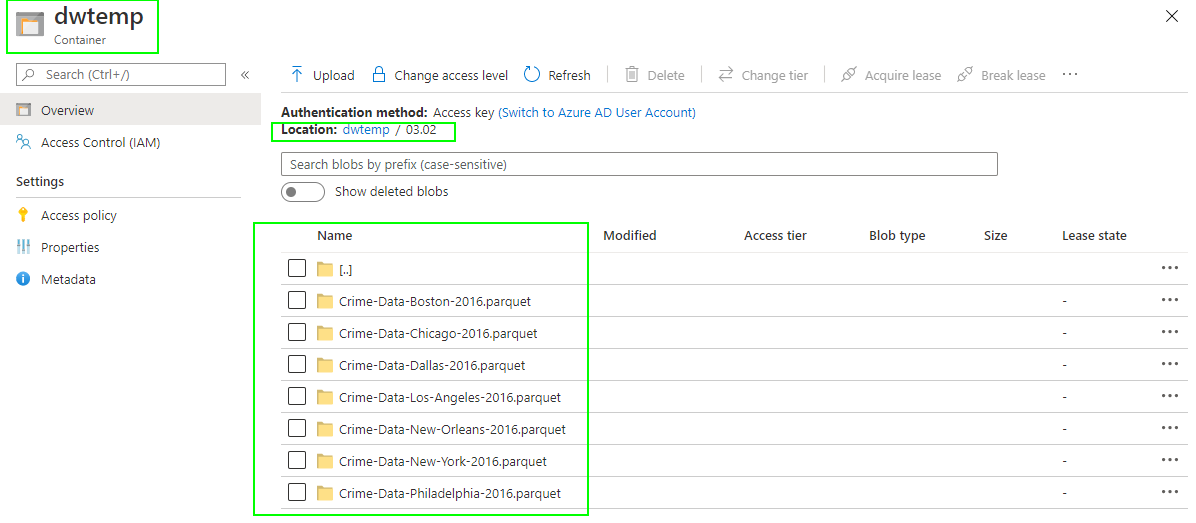 dwtemp
Container
Search (Ctrl+/)
«
Overview
Access Control (IAM)
Settings
Access policy
Properties
Metadata
Upload
Change access level
Refresh
Delete
Change tier
Acquire lease
Break lease
...
Authentication method: Access key (Switch to Azure AD User Account)
Location: dwtemp / 03.02
Search blobs by prefix (case-sensitive)
Show deleted blobs
Name Modified Access tier Blob type Size Lease state
[..] ...
Crime-Data-Boston-2016.parquet - ...
Crime-Data-Chicago-2016.parquet - ...
Crime-Data-Dallas-2016.parquet - ...
Crime-Data-Los-Angeles-2016.parquet - ...
Crime-Data-New-Orleans-2016.parquet - ...
Crime-Data-New-York-2016.parquet - ...
Crime-Data-Philadelphia-2016.parquet - ...